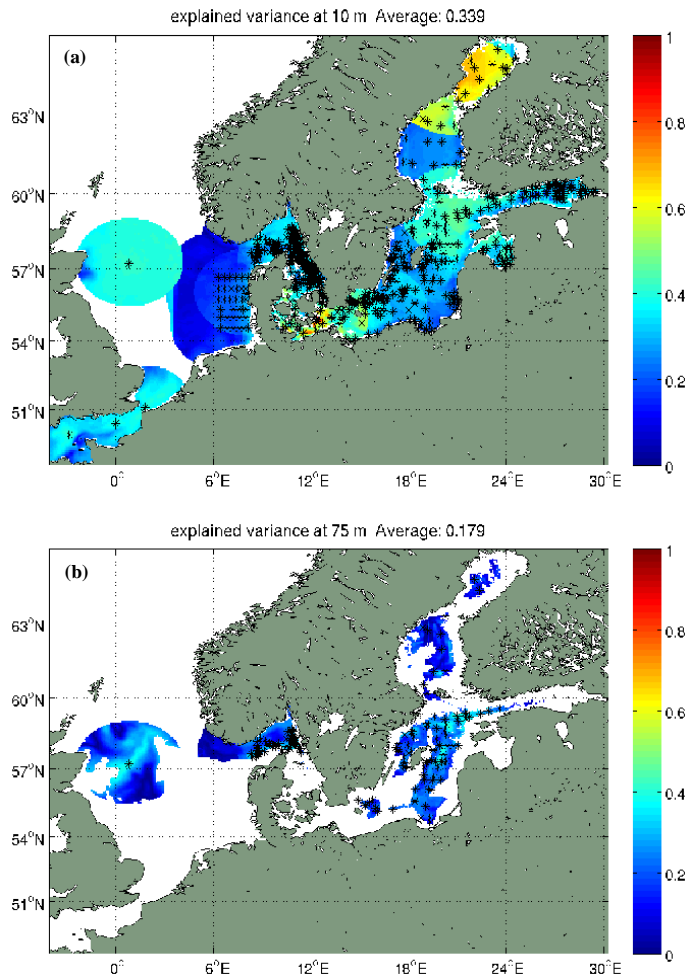 explained variance at 10 m Average: 0.339
(a)
63°N
60°N
57°N
54°N
51°N
0°
6°E
12°E
18°E
24°E
30°E
1
0.8
0.6
0.4
0.2
0
explained variance at 75 m Average: 0.179
(b)
63°N
60°N
57°N
54°N
51°N
0°
6°E
12°E
18°E
24°E
30°E
1
0.8
0.6
0.4
0.2
0